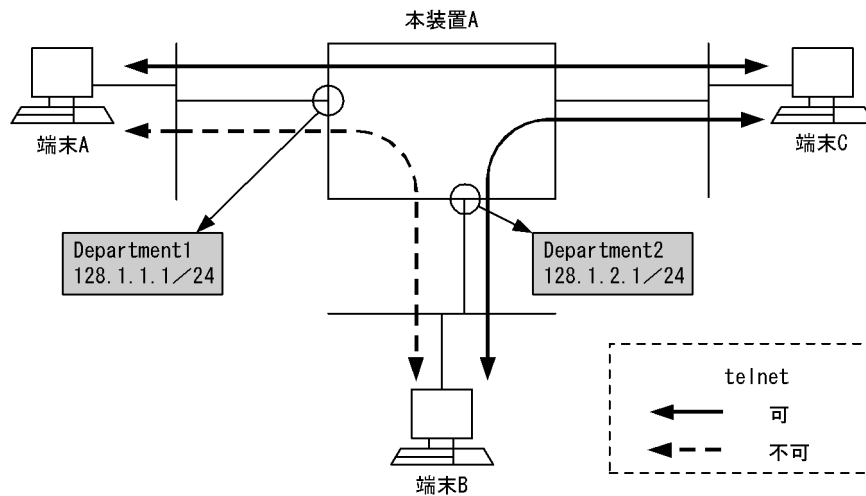 本装置A
端末A
端末C
Department1
128.1.1.1／24
Department2
128.1.2.1／24
telnet
可
不可
端末B